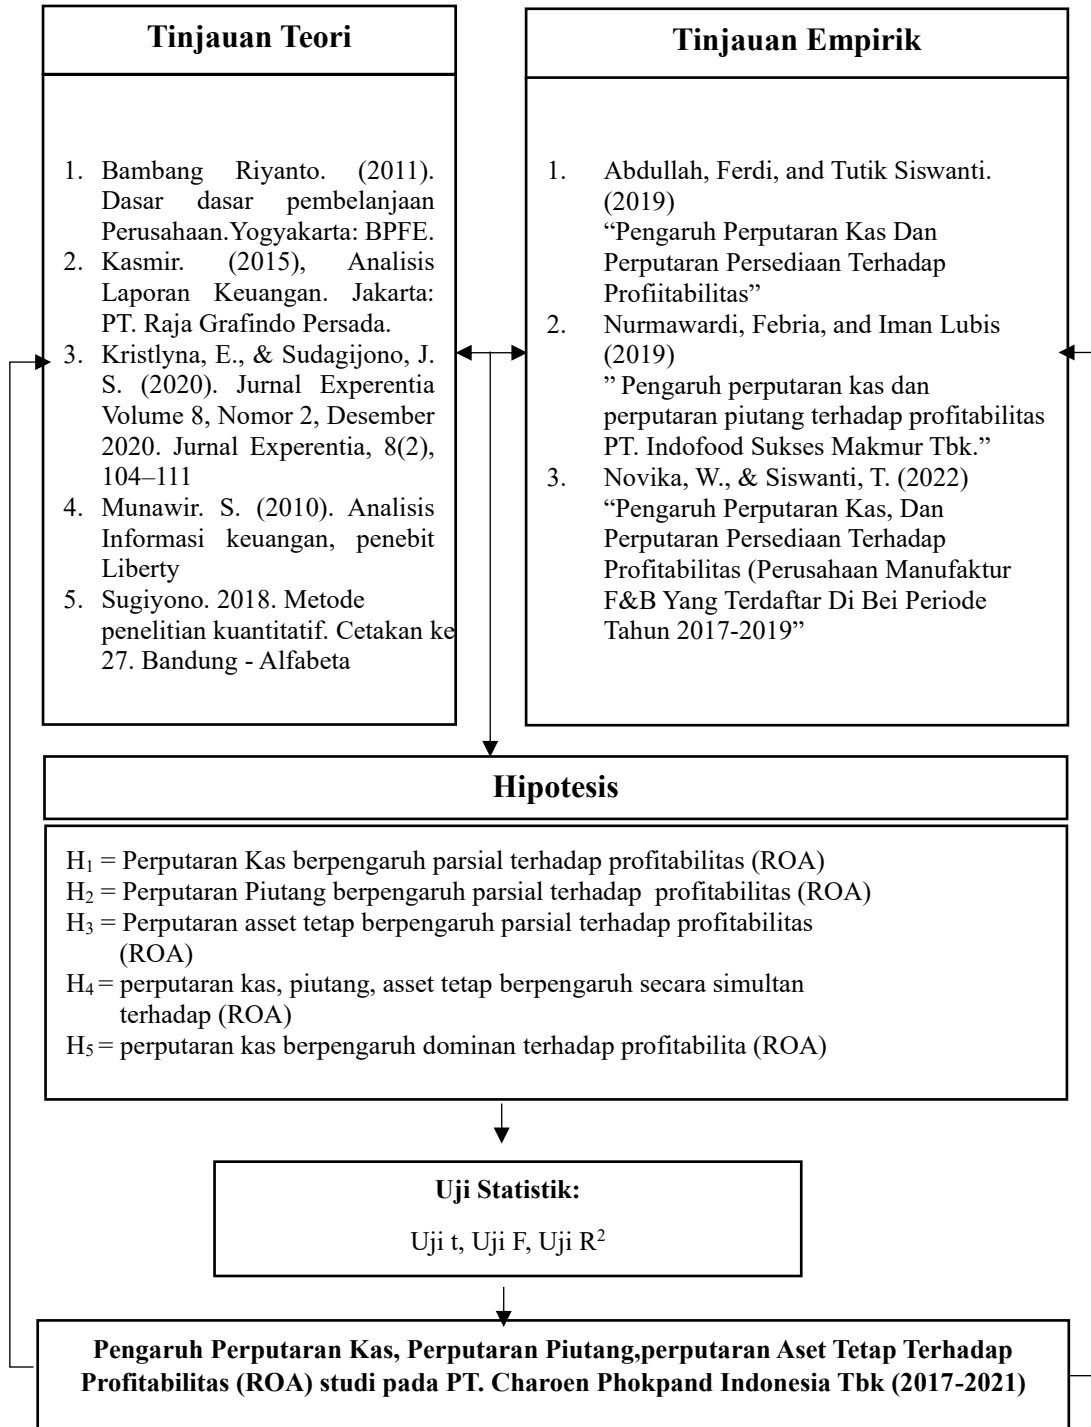 Tinjauan Teori
1. Bambang Riyanto. (2011).
Dasar dasar pembelanjaan
Perusahaan.Yogyakarta: BPFE.
2. Kasmir. (2015), Analisis
Laporan Keuangan. Jakarta:
PT. Raja Grafindo Persada.
3. Kristlyna, E., & Sudagijono, J.
S. (2020). Jurnal Experentia
Volume 8, Nomor 2, Desember
2020. Jurnal Experentia, 8(2),
104–111
4. Munawir. S. (2010). Analisis
Informasi keuangan, penebit
Liberty
5. Sugiyono. 2018. Metode
penelitian kuantitatif. Cetakan ke
27. Bandung - Alfabeta
Tinjauan Empirik
1. Abdullah, Ferdi, and Tutik Siswanti.
(2019)
“Pengaruh Perputaran Kas Dan
Perputaran Persediaan Terhadap
Profiitabilitas”
2. Nurmawardi, Febria, and Iman Lubis
(2019)
” Pengaruh perputaran kas dan
perputaran piutang terhadap profitabilitas
PT. Indofood Sukses Makmur Tbk.”
3. Novika, W., & Siswanti, T. (2022)
“Pengaruh Perputaran Kas, Dan
Perputaran Persediaan Terhadap
Profitabilitas (Perusahaan Manufaktur
F&B Yang Terdaftar Di Bei Periode
Tahun 2017-2019”
Hipotesis
H₁ = Perputaran Kas berpengaruh parsial terhadap profitabilitas (ROA)
H₂ = Perputaran Piutang berpengaruh parsial terhadap profitabilitas (ROA)
H₃ = Perputaran asset tetap berpengaruh parsial terhadap profitabilitas
(ROA)
H₄ = perputaran kas, piutang, asset tetap berpengaruh secara simultan
terhadap (ROA)
H₅ = perputaran kas berpengaruh dominan terhadap profitabilita (ROA)
Uji Statistik:
Uji t, Uji F, Uji R²
Pengaruh Perputaran Kas, Perputaran Piutang,perputaran Aset Tetap Terhadap
Profitabilitas (ROA) studi pada PT. Charoen Phokpand Indonesia Tbk (2017-2021)